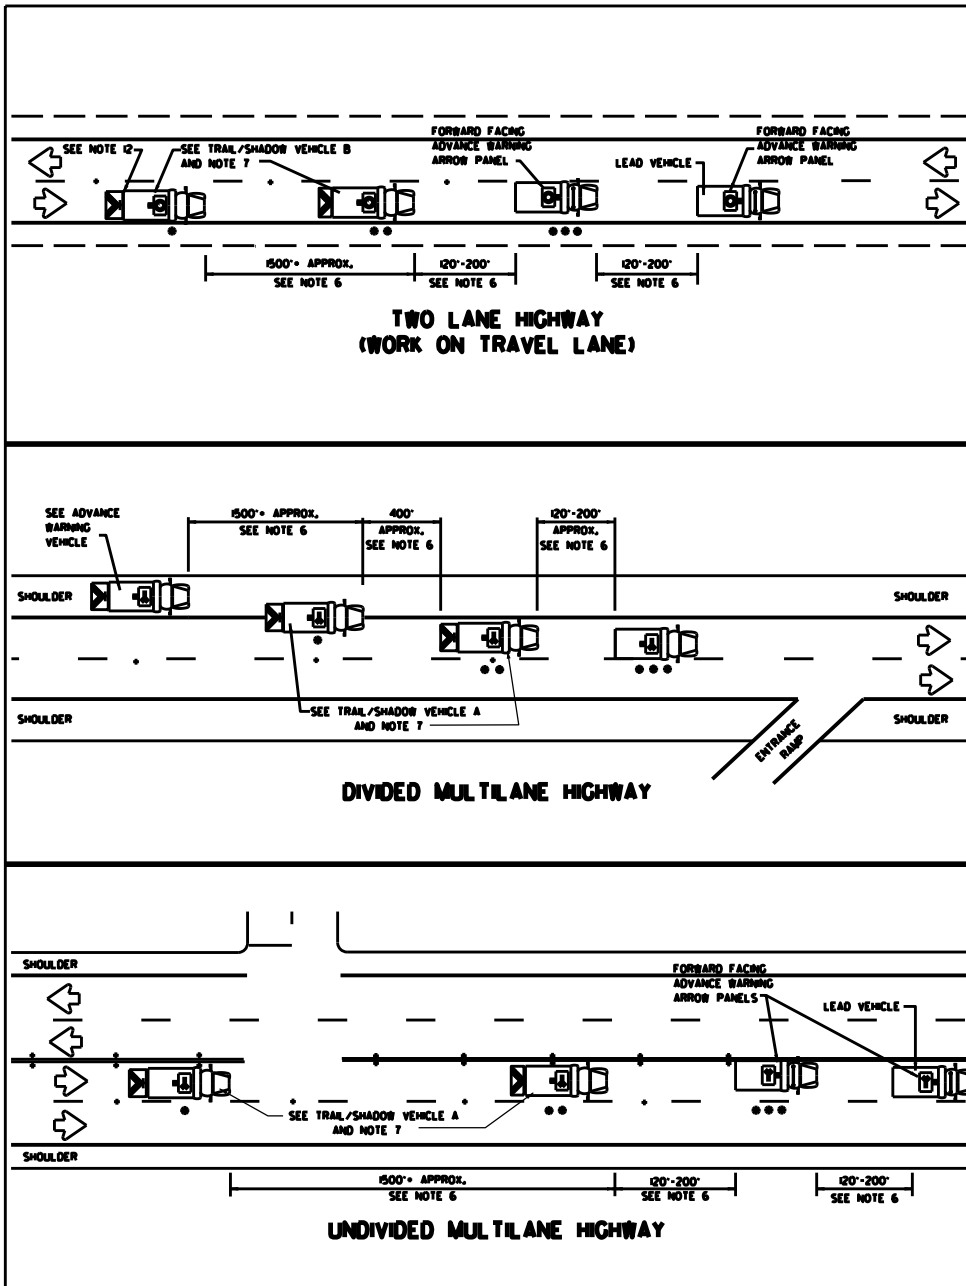 SEE NOTE 12
SEE TRAIL/SHADOW VEHICLE B
AND NOTE 7
FORWARD FACING
ADVANCE WARNING
ARROW PANEL
LEAD VEHICLE
FORWARD FACING
ADVANCE WARNING
ARROW PANEL
*
**
***
1500'+ APPROX.
SEE NOTE 6
120'-200'
SEE NOTE 6
120'-200'
SEE NOTE 6
TWO LANE HIGHWAY
(WORK ON TRAVEL LANE)
SEE ADVANCE
WARNING
VEHICLE
1500'+ APPROX.
SEE NOTE 6
400'
APPROX.
SEE NOTE 6
120'-200'
APPROX.
SEE NOTE 6
SHOULDER
SHOULDER
*
**
***
SEE TRAIL/SHADOW VEHICLE A
AND NOTE 7
SHOULDER
SHOULDER
ENTRANCE
RAMP
DIVIDED MULTILANE HIGHWAY
SHOULDER
FORWARD FACING
ADVANCE WARNING
ARROW PANELS
LEAD VEHICLE
*
**
***
SEE TRAIL/SHADOW VEHICLE A
AND NOTE 7
SHOULDER
1500'+ APPROX.
SEE NOTE 6
120'-200'
SEE NOTE 6
120'-200'
SEE NOTE 6
UNDIVIDED MULTILANE HIGHWAY